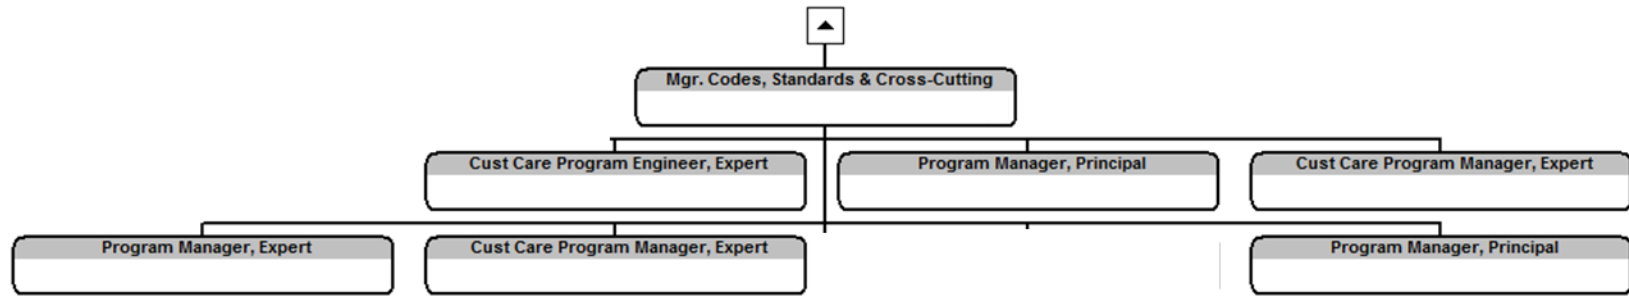 Mgr. Codes, Standards & Cross-Cutting
Cust Care Program Engineer, Expert
Program Manager, Principal
Cust Care Program Manager, Expert
Program Manager, Expert
Cust Care Program Manager, Expert
Program Manager, Principal